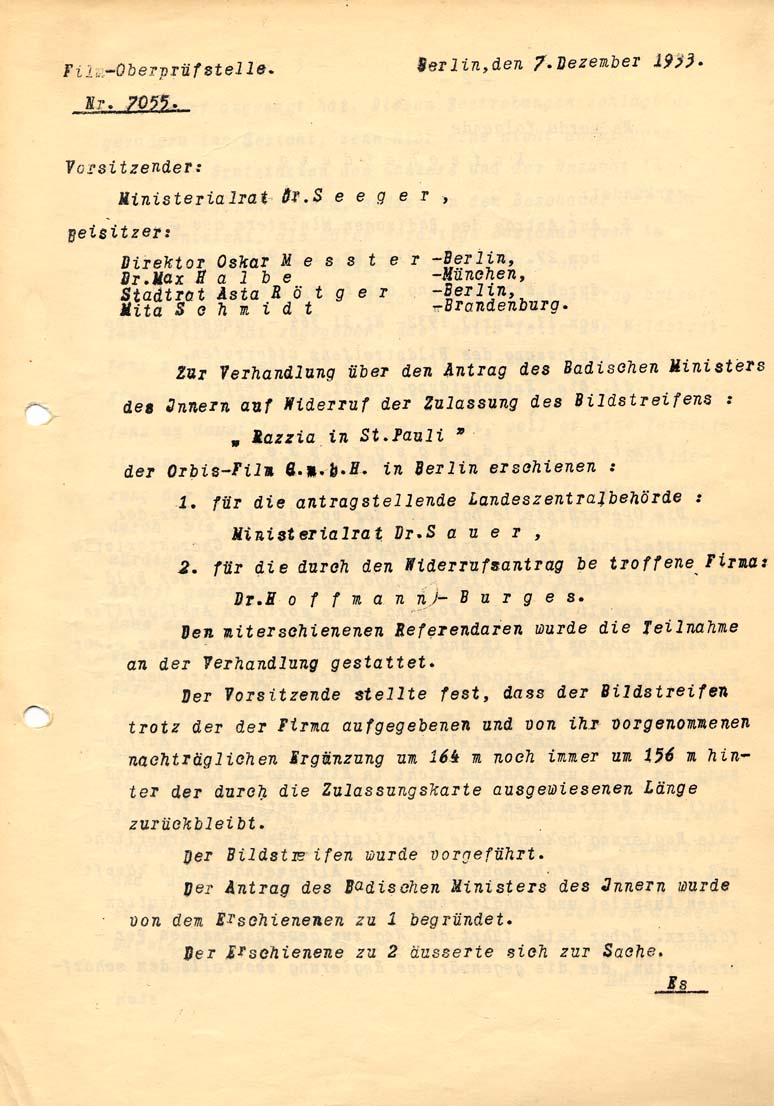 Film-Oberprüfstelle. Berlin, den 7. Dezember 1933.
Nr. 7055.
Vorsitzender:
Ministerialrat Dr. S e e g e r ,
Beisitzer:
Direktor Oskar M e s s t e r -Berlin,
Dr. Max H a l b e -München,
Stadtrat Asta R ö t g e r -Berlin,
Mita S c h m i d t -Brandenburg.
Zur Verhandlung über den Antrag des Badischen Ministers
des Innern auf Widerruf der Zulassung des Bildstreifens :
„ Razzia in St. Pauli "
der Orbis-Film G.m.b.H. in Berlin erschienen :
1. für die antragstellende Landeszentralbehörde :
Ministerialrat Dr. S a u e r ,
2. für die durch den Widerrufsantrag be troffene Firma:
Dr. H o f f m a n n)- B u r g e s.
Den miterschienenen Referendaren wurde die Teilnahme
an der Verhandlung gestattet.
Der Vorsitzende stellte fest, dass der Bildstreifen
trotz der der Firma aufgegebenen und von ihr vorgenommenen
nachträglichen Ergänzung um 164 m noch immer um 156 m hin-
ter der durch die Zulassungskarte ausgewiesenen Länge
zurückbleibt.
Der Bildstreifen wurde vorgeführt.
Der Antrag des Badischen Ministers des Innern wurde
von dem Erschienenen zu 1 begründet.
Der Erschienene zu 2 äusserte sich zur Sache.
Es